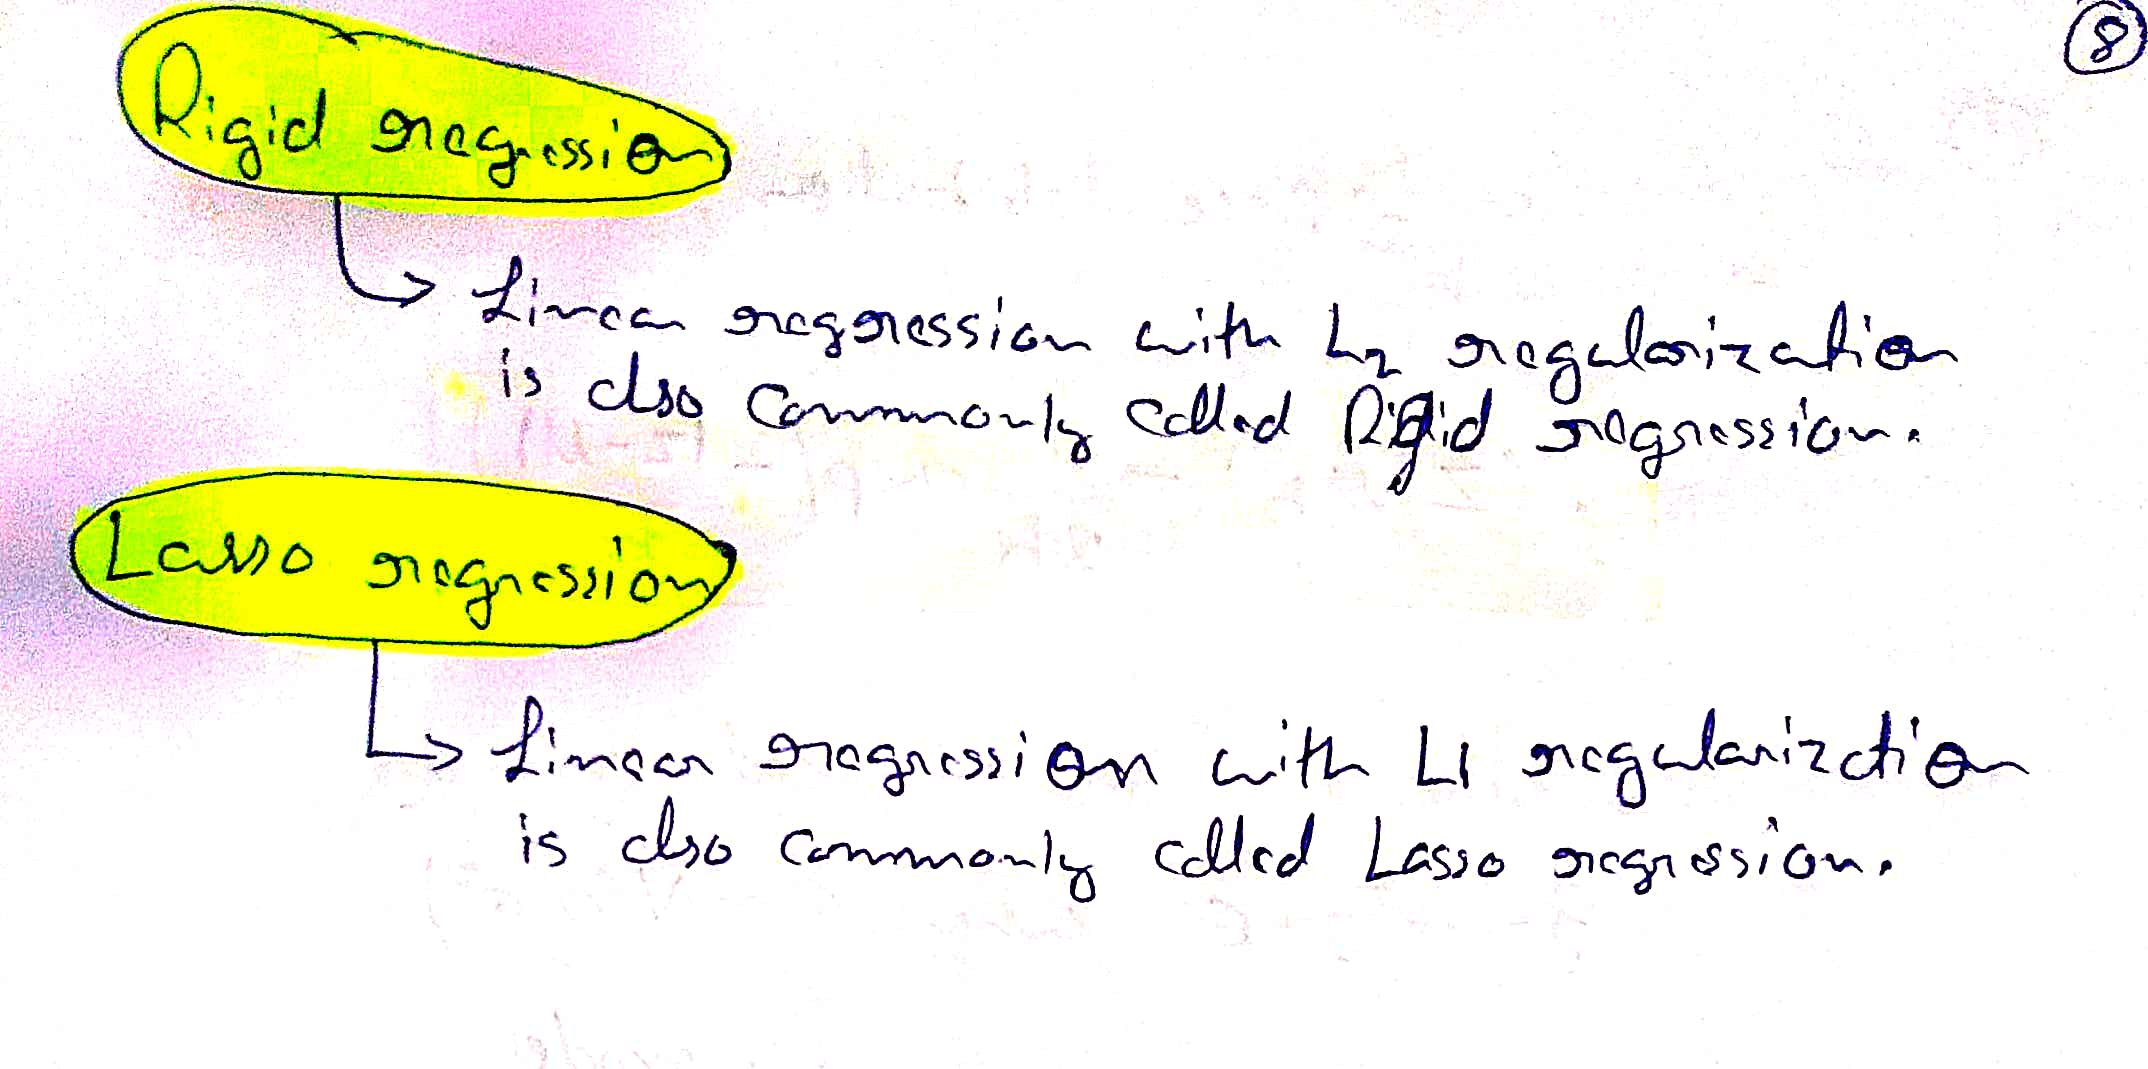 8
Rigid regression
Linear regression with L2 regularization
is also commonly called Rigid regression.
Lasso regression
Linear regression with L1 regularization
is also commonly called Lasso regression.